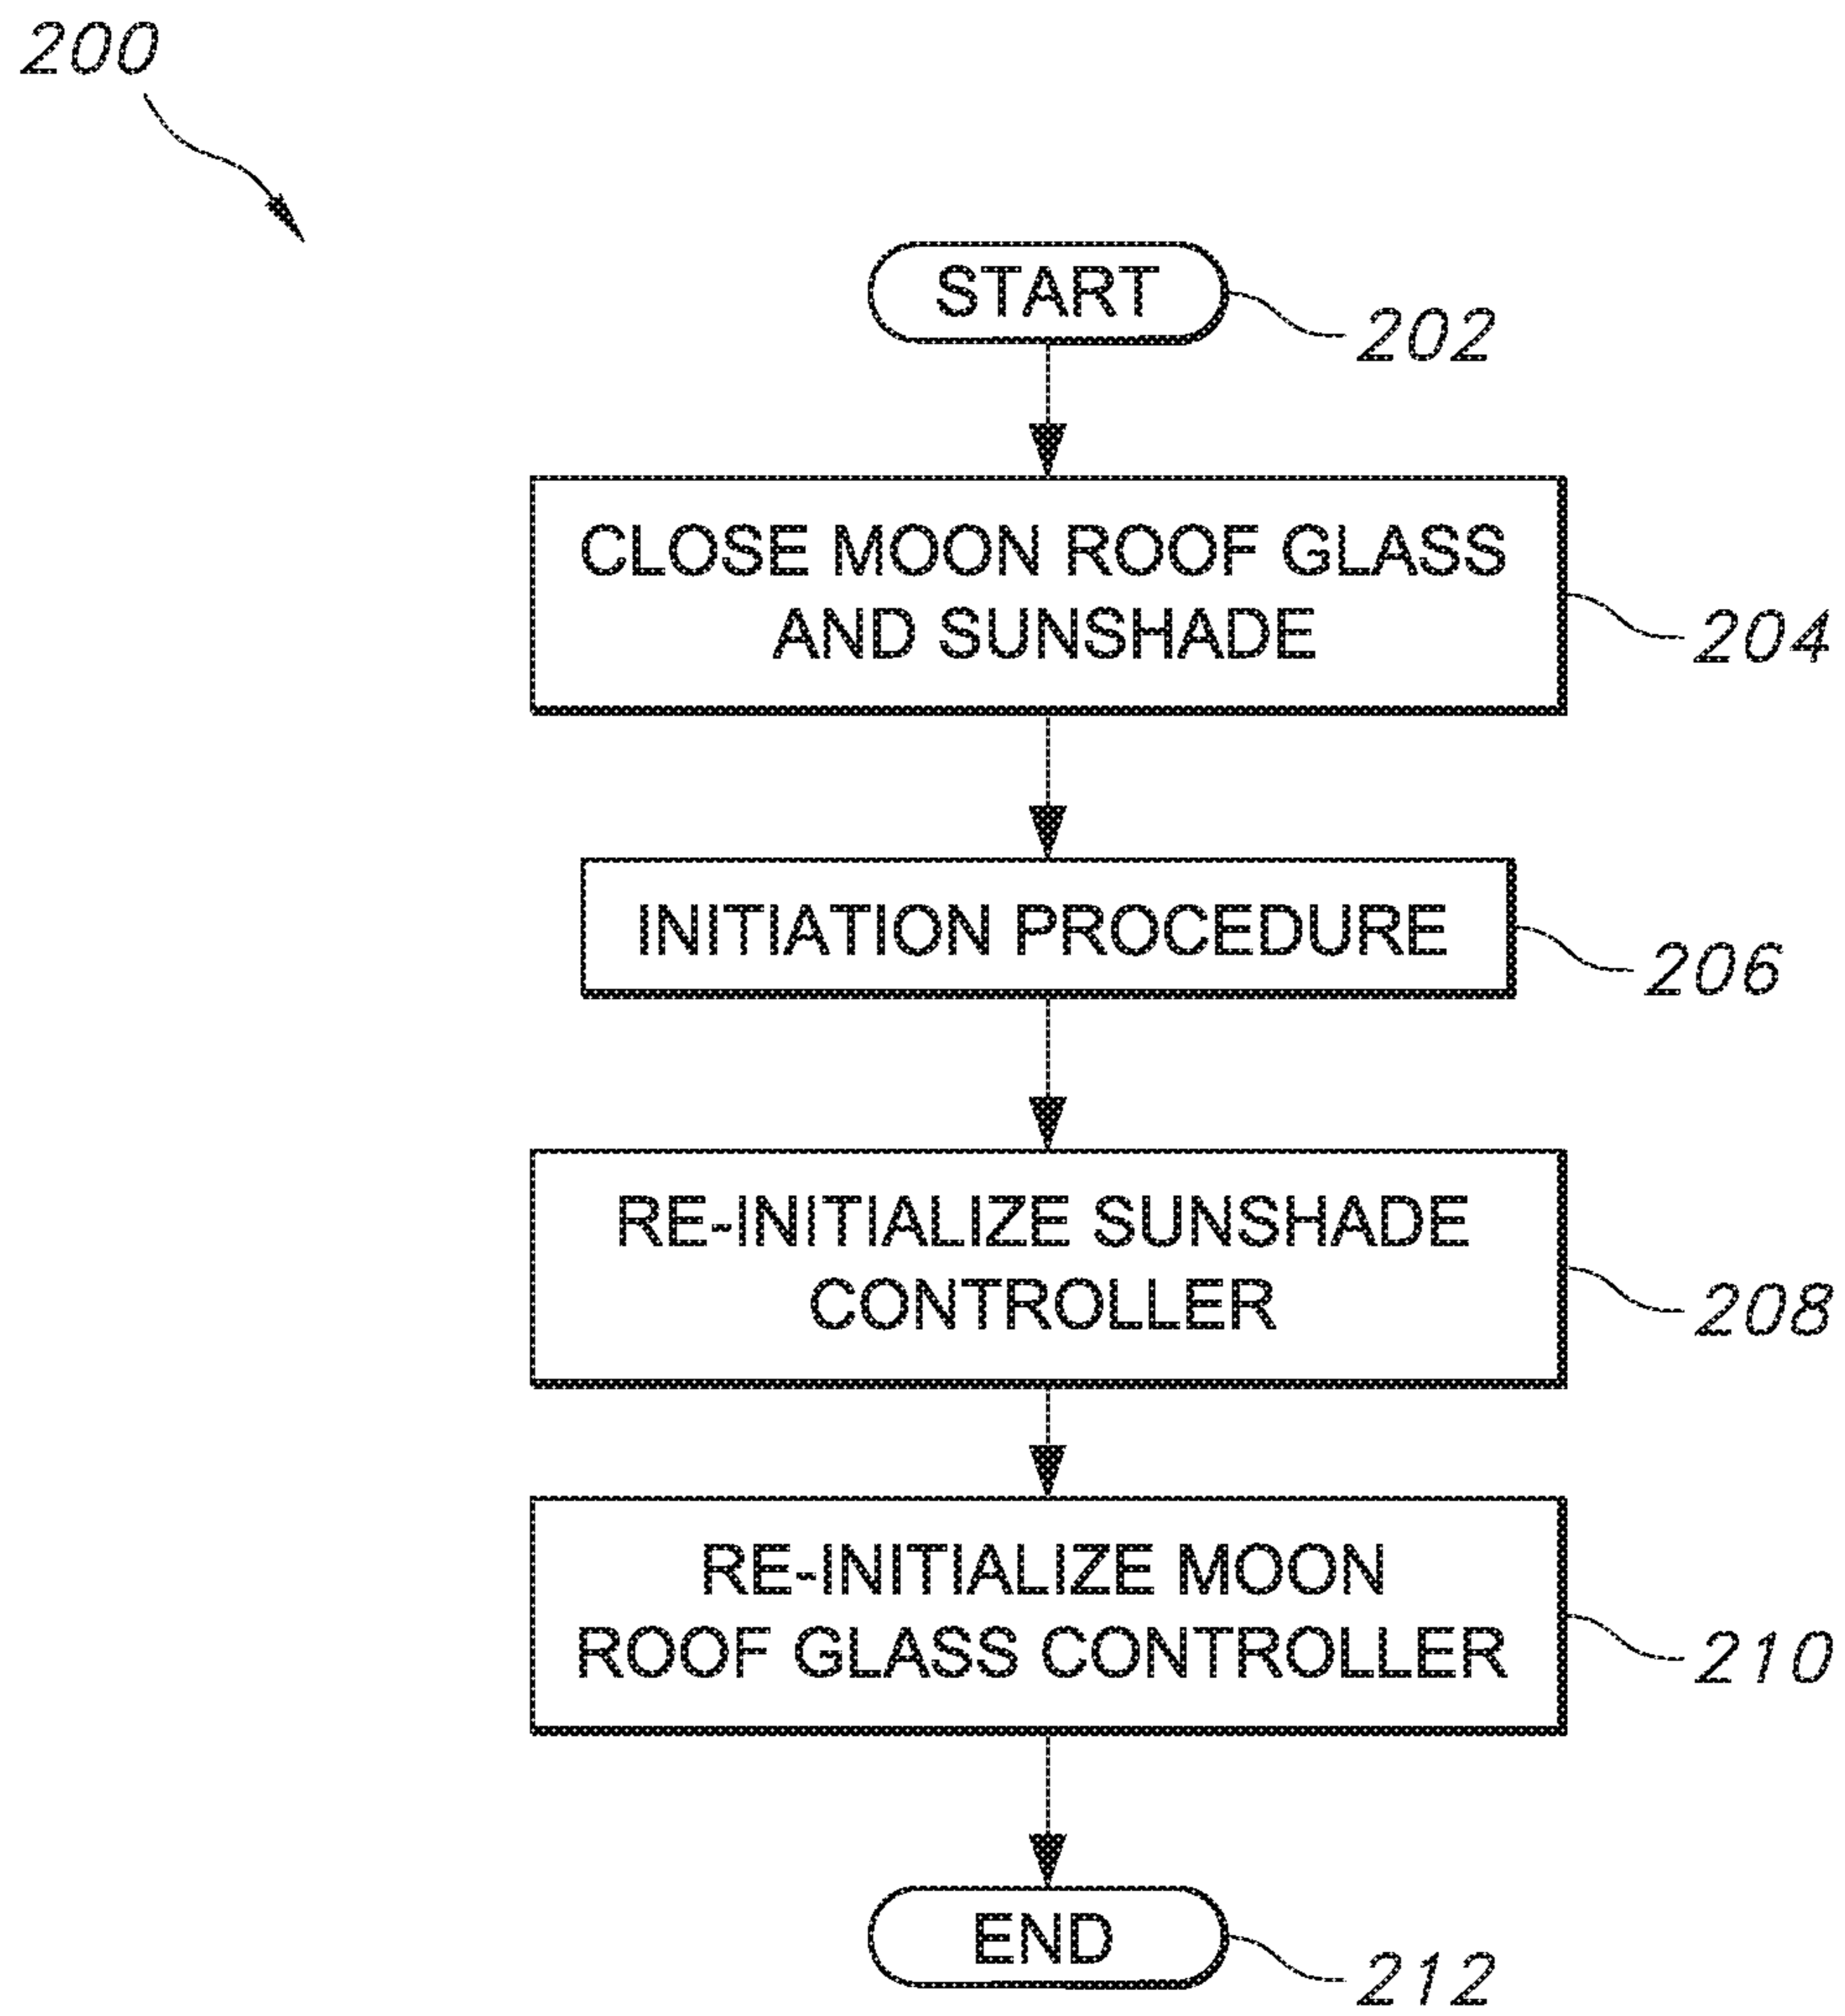 200
START
202
CLOSE MOON ROOF GLASS
AND SUNSHADE
204
INITIATION PROCEDURE
206
RE-INITIALIZE SUNSHADE
CONTROLLER
208
RE-INITIALIZE MOON
ROOF GLASS CONTROLLER
210
END
212